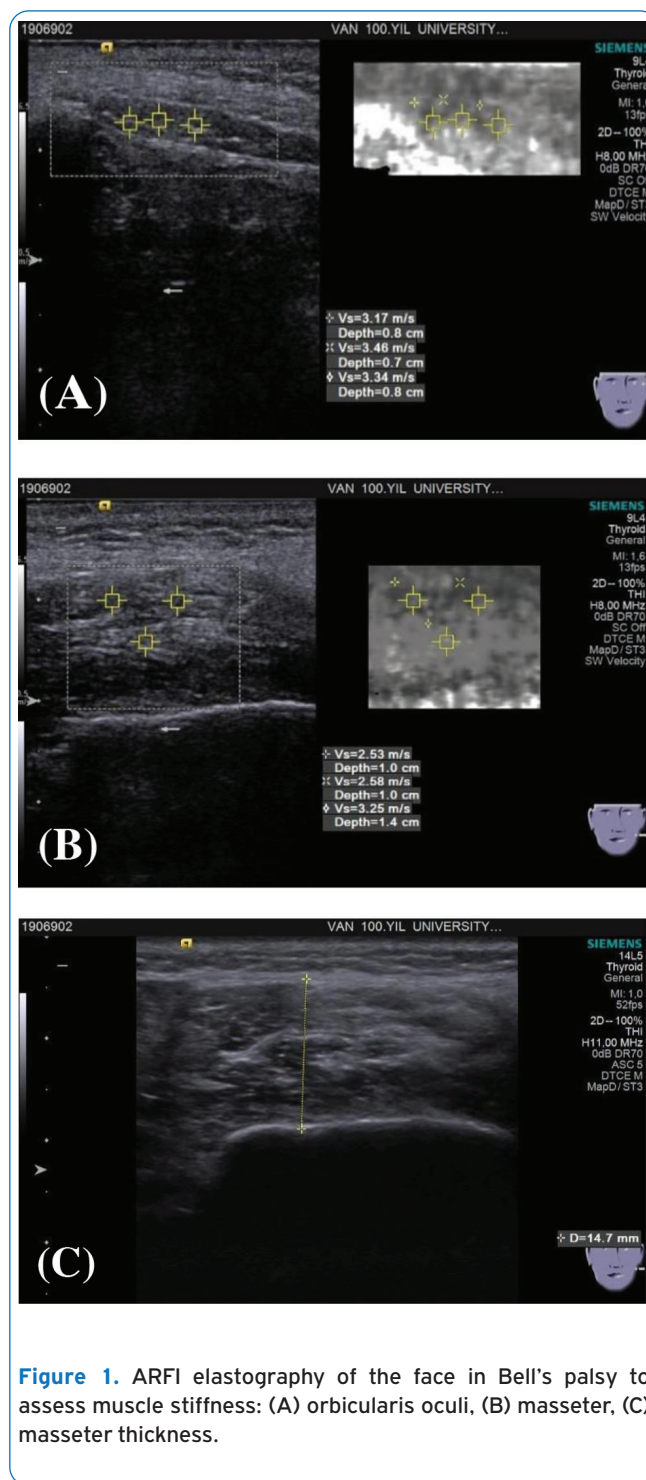 1906902 VAN 100.YIL UNIVERSITY...
SIEMENS
9L4
Thyroid
General
MI: 1,6
13fps
2D-- 100%
THI
H8,00 MHz
0dB DR70
SC Off
DTCE M
MapD/ST3
SW Velocity
Vs=3.17 m/s
Depth=0.8 cm
Vs=3.46 m/s
Depth=0.7 cm
Vs=3.34 m/s
Depth=0.8 cm
(A)
1906902 VAN 100.YIL UNIVERSITY...
SIEMENS
9L4
Thyroid
General
MI: 1,6
13fps
2D-- 100%
THI
H8,00 MHz
0dB DR70
SC Off
DTCE M
MapD/ST3
SW Velocity
Vs=2.53 m/s
Depth=1.0 cm
Vs=2.58 m/s
Depth=1.0 cm
Vs=3.25 m/s
Depth=1.4 cm
(B)
1906902 VAN 100.YIL UNIVERSITY...
SIEMENS
14L5
Thyroid
General
MI: 1,0
52fps
2D-- 100%
THI
H11,00 MHz
0dB DR70
ASC 5
DTCE M
MapD/ST3
D=14.7 mm
(C)
Figure 1. ARFI elastography of the face in Bell's palsy to
assess muscle stiffness: (A) orbicularis oculi, (B) masseter, (C)
masseter thickness.